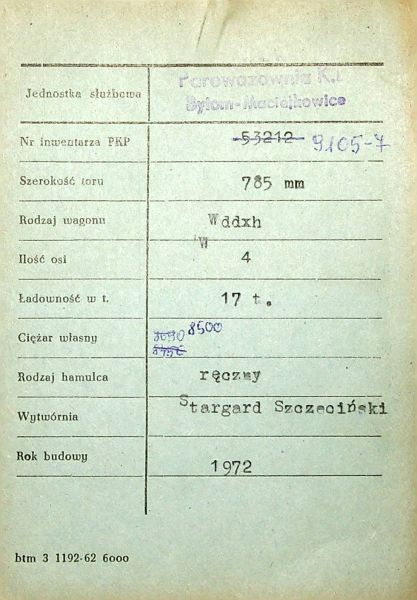 Parowozownia K.D.
Jednostka służbowa Bytom-Maciejkowice
Nr inwentarza PKP 53212 9105-7
Szerokość toru 785 mm
Rodzaj wagonu Wddxh
W
Ilość osi 4
Ładowność w t. 17 t.
Ciężar własny 8500
Rodzaj hamulca ręczny
Wytwórnia Stargard Szczeciński
Rok budowy 1972
btm 3 1192-62 6000